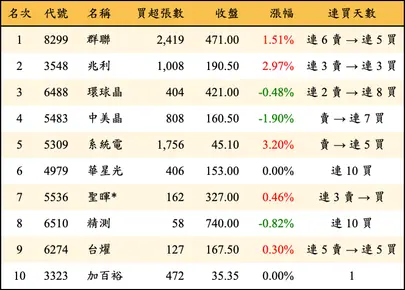 名次 代號 名稱 買超張數 收盤 漲幅 連買天數
1 8299 群聯 2,419 471.00 1.51% 連 6 賣 → 連 5 買
2 3548 兆利 1,008 190.50 2.97% 連 3 賣 → 連 3 買
3 6488 環球晶 404 421.00 -0.48% 連 2 賣 → 連 8 買
4 5483 中美晶 808 160.50 -1.90% 賣 → 連 7 買
5 5309 系統電 1,756 45.10 3.20% 賣 → 連 5 買
6 4979 華星光 406 153.00 0.00% 連 10 買
7 5536 聖暉* 162 327.00 0.46% 連 3 賣 → 買
8 6510 精測 58 740.00 -0.82% 連 10 買
9 6274 台燿 127 167.50 0.30% 連 5 賣 → 連 5 買
10 3323 加百裕 472 35.35 0.00% 1